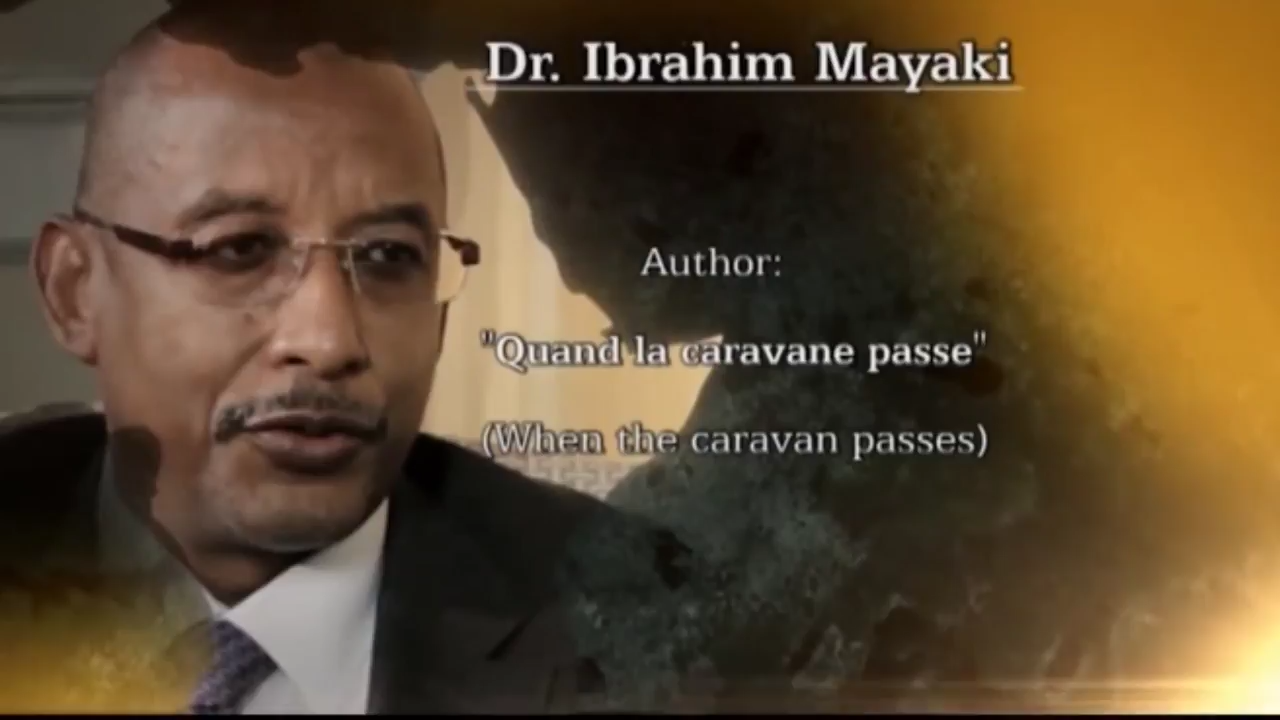 Dr. Ibrahim Mayaki
Author:
"Quand la caravane passe"
(When the caravan passes)